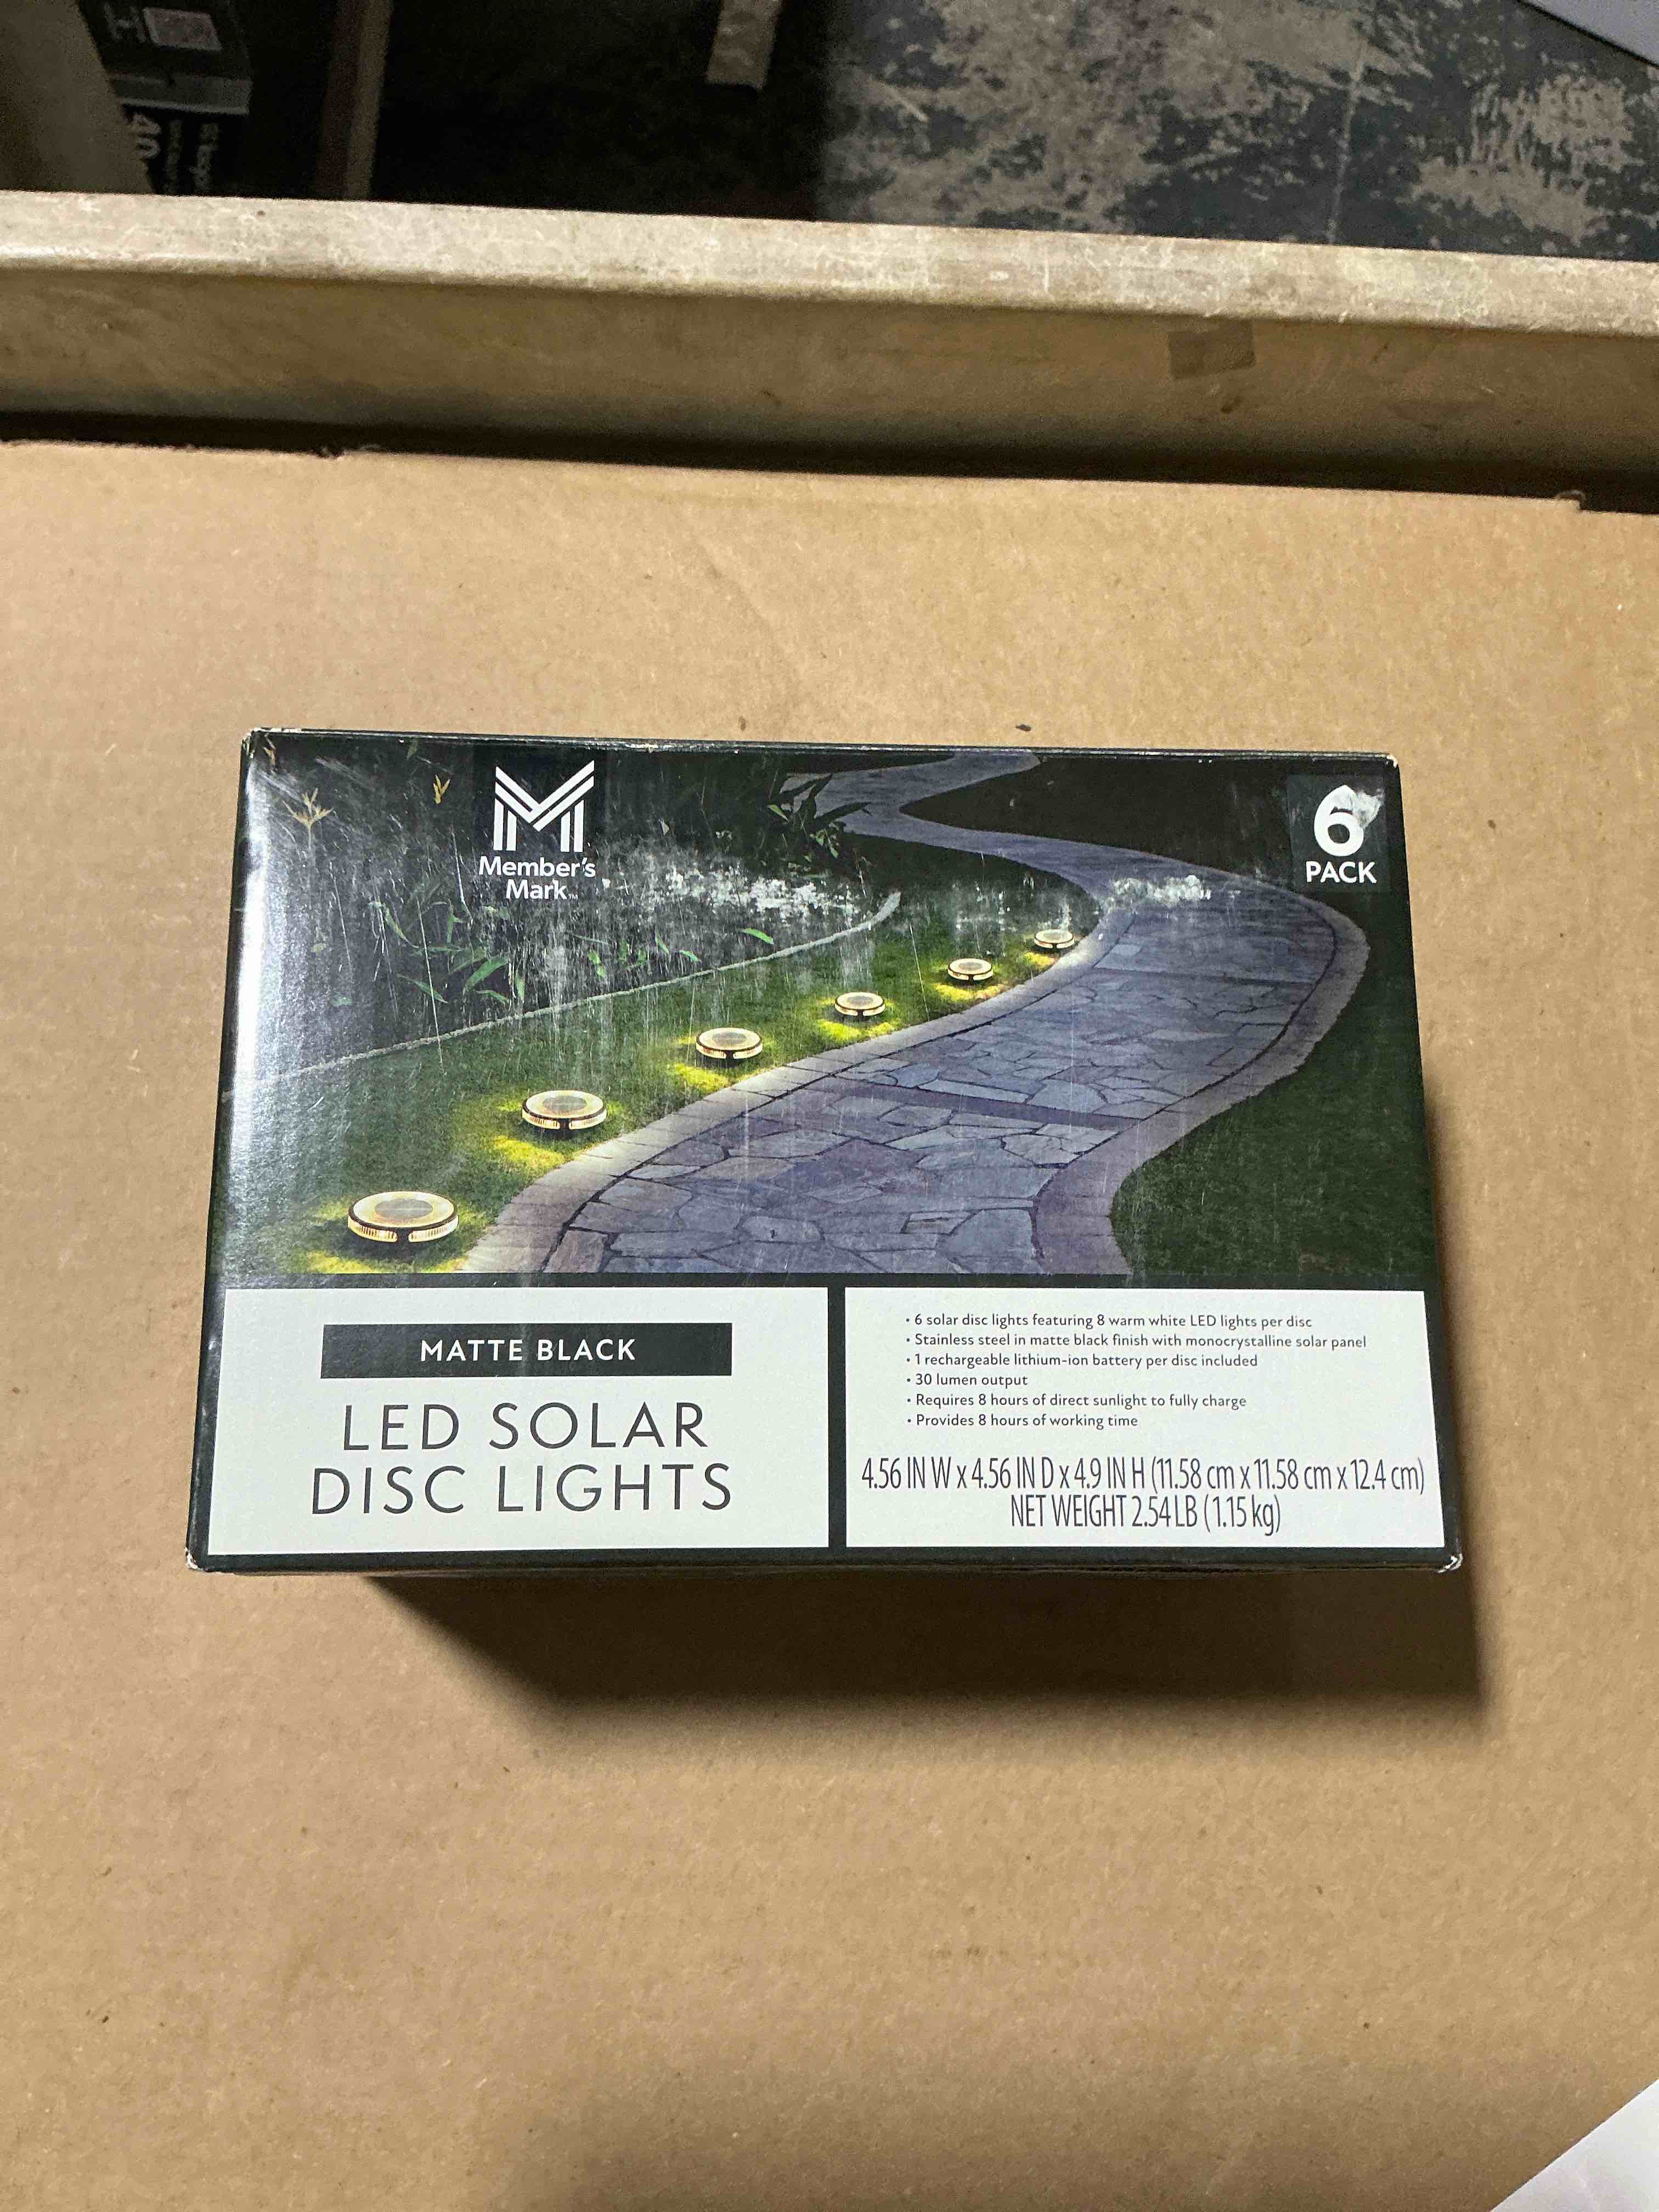 Member's
Mark™
6
PACK
MATTE BLACK
LED SOLAR
DISC LIGHTS
• 6 solar disc lights featuring 8 warm white LED lights per disc
• Stainless steel in matte black finish with monocrystalline solar panel
• 1 rechargeable lithium-ion battery per disc included
• 30 lumen output
• Requires 8 hours of direct sunlight to fully charge
• Provides 8 hours of working time
4.56 IN W x 4.56 IN D x 4.9 IN H (11.58 cm x 11.58 cm x 12.4 cm)
NET WEIGHT 2.54 LB (1.15 kg)